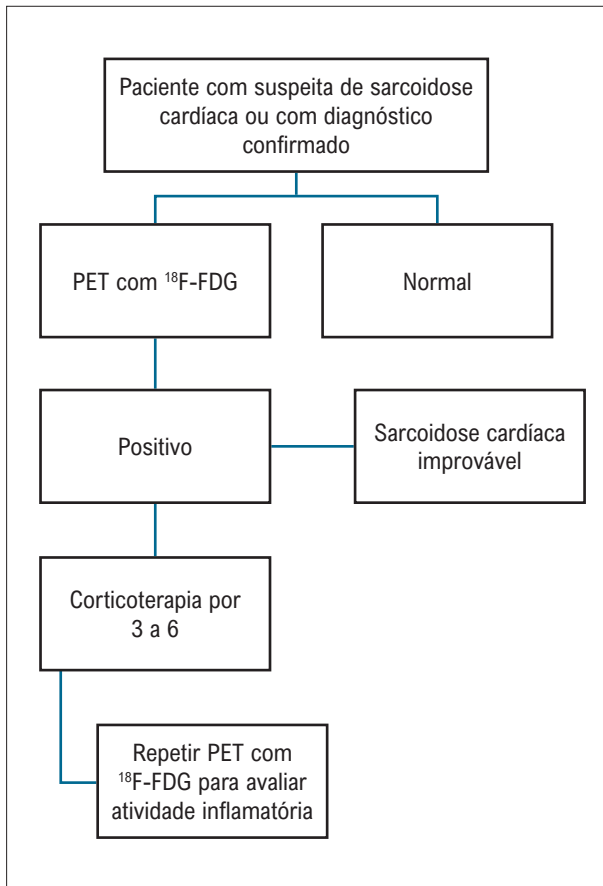 Paciente com suspeita de sarcoidose
cardíaca ou com diagnóstico
confirmado
PET com ¹⁸F-FDG
Normal
Positivo
Sarcoidose cardíaca
improvável
Corticoterapia por
3 a 6
Repetir PET com
¹⁸F-FDG para avaliar
atividade inflamatória